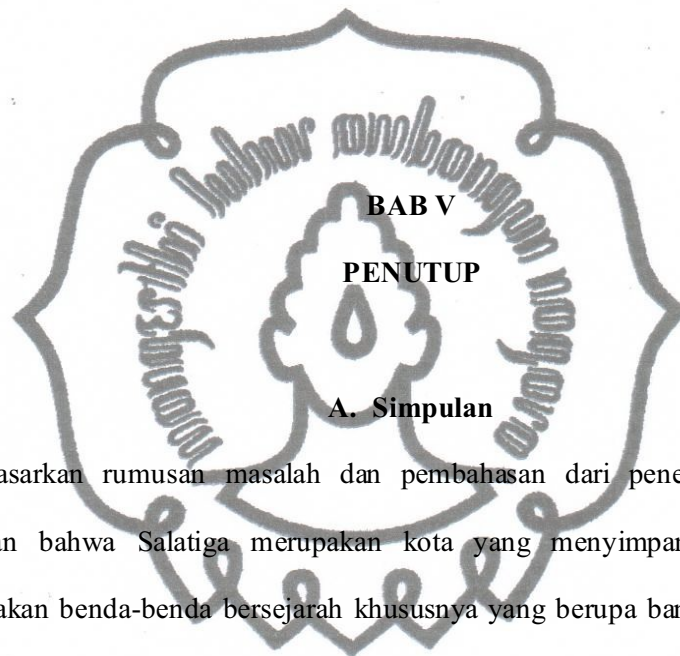 BAB V
PENUTUP
A. Simpulan
asarkan rumusan masalah dan pembahasan dari pene
an bahwa Salatiga merupakan kota yang menyimpan
akan benda-benda bersejarah khususnya yang berupa